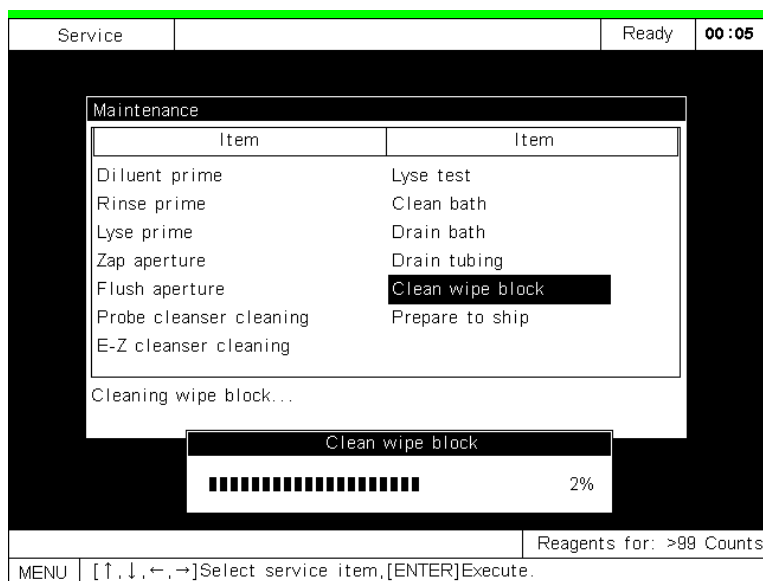 Service Ready 00:05
Maintenance
Item Item
Diluent prime Lyse test
Rinse prime Clean bath
Lyse prime Drain bath
Zap aperture Drain tubing
Flush aperture Clean wipe block
Probe cleanser cleaning Prepare to ship
E-Z cleanser cleaning
Cleaning wipe block...
Clean wipe block
2%
Reagents for: >99 Counts
MENU [↑,↓,←,→]Select service item,[ENTER]Execute.